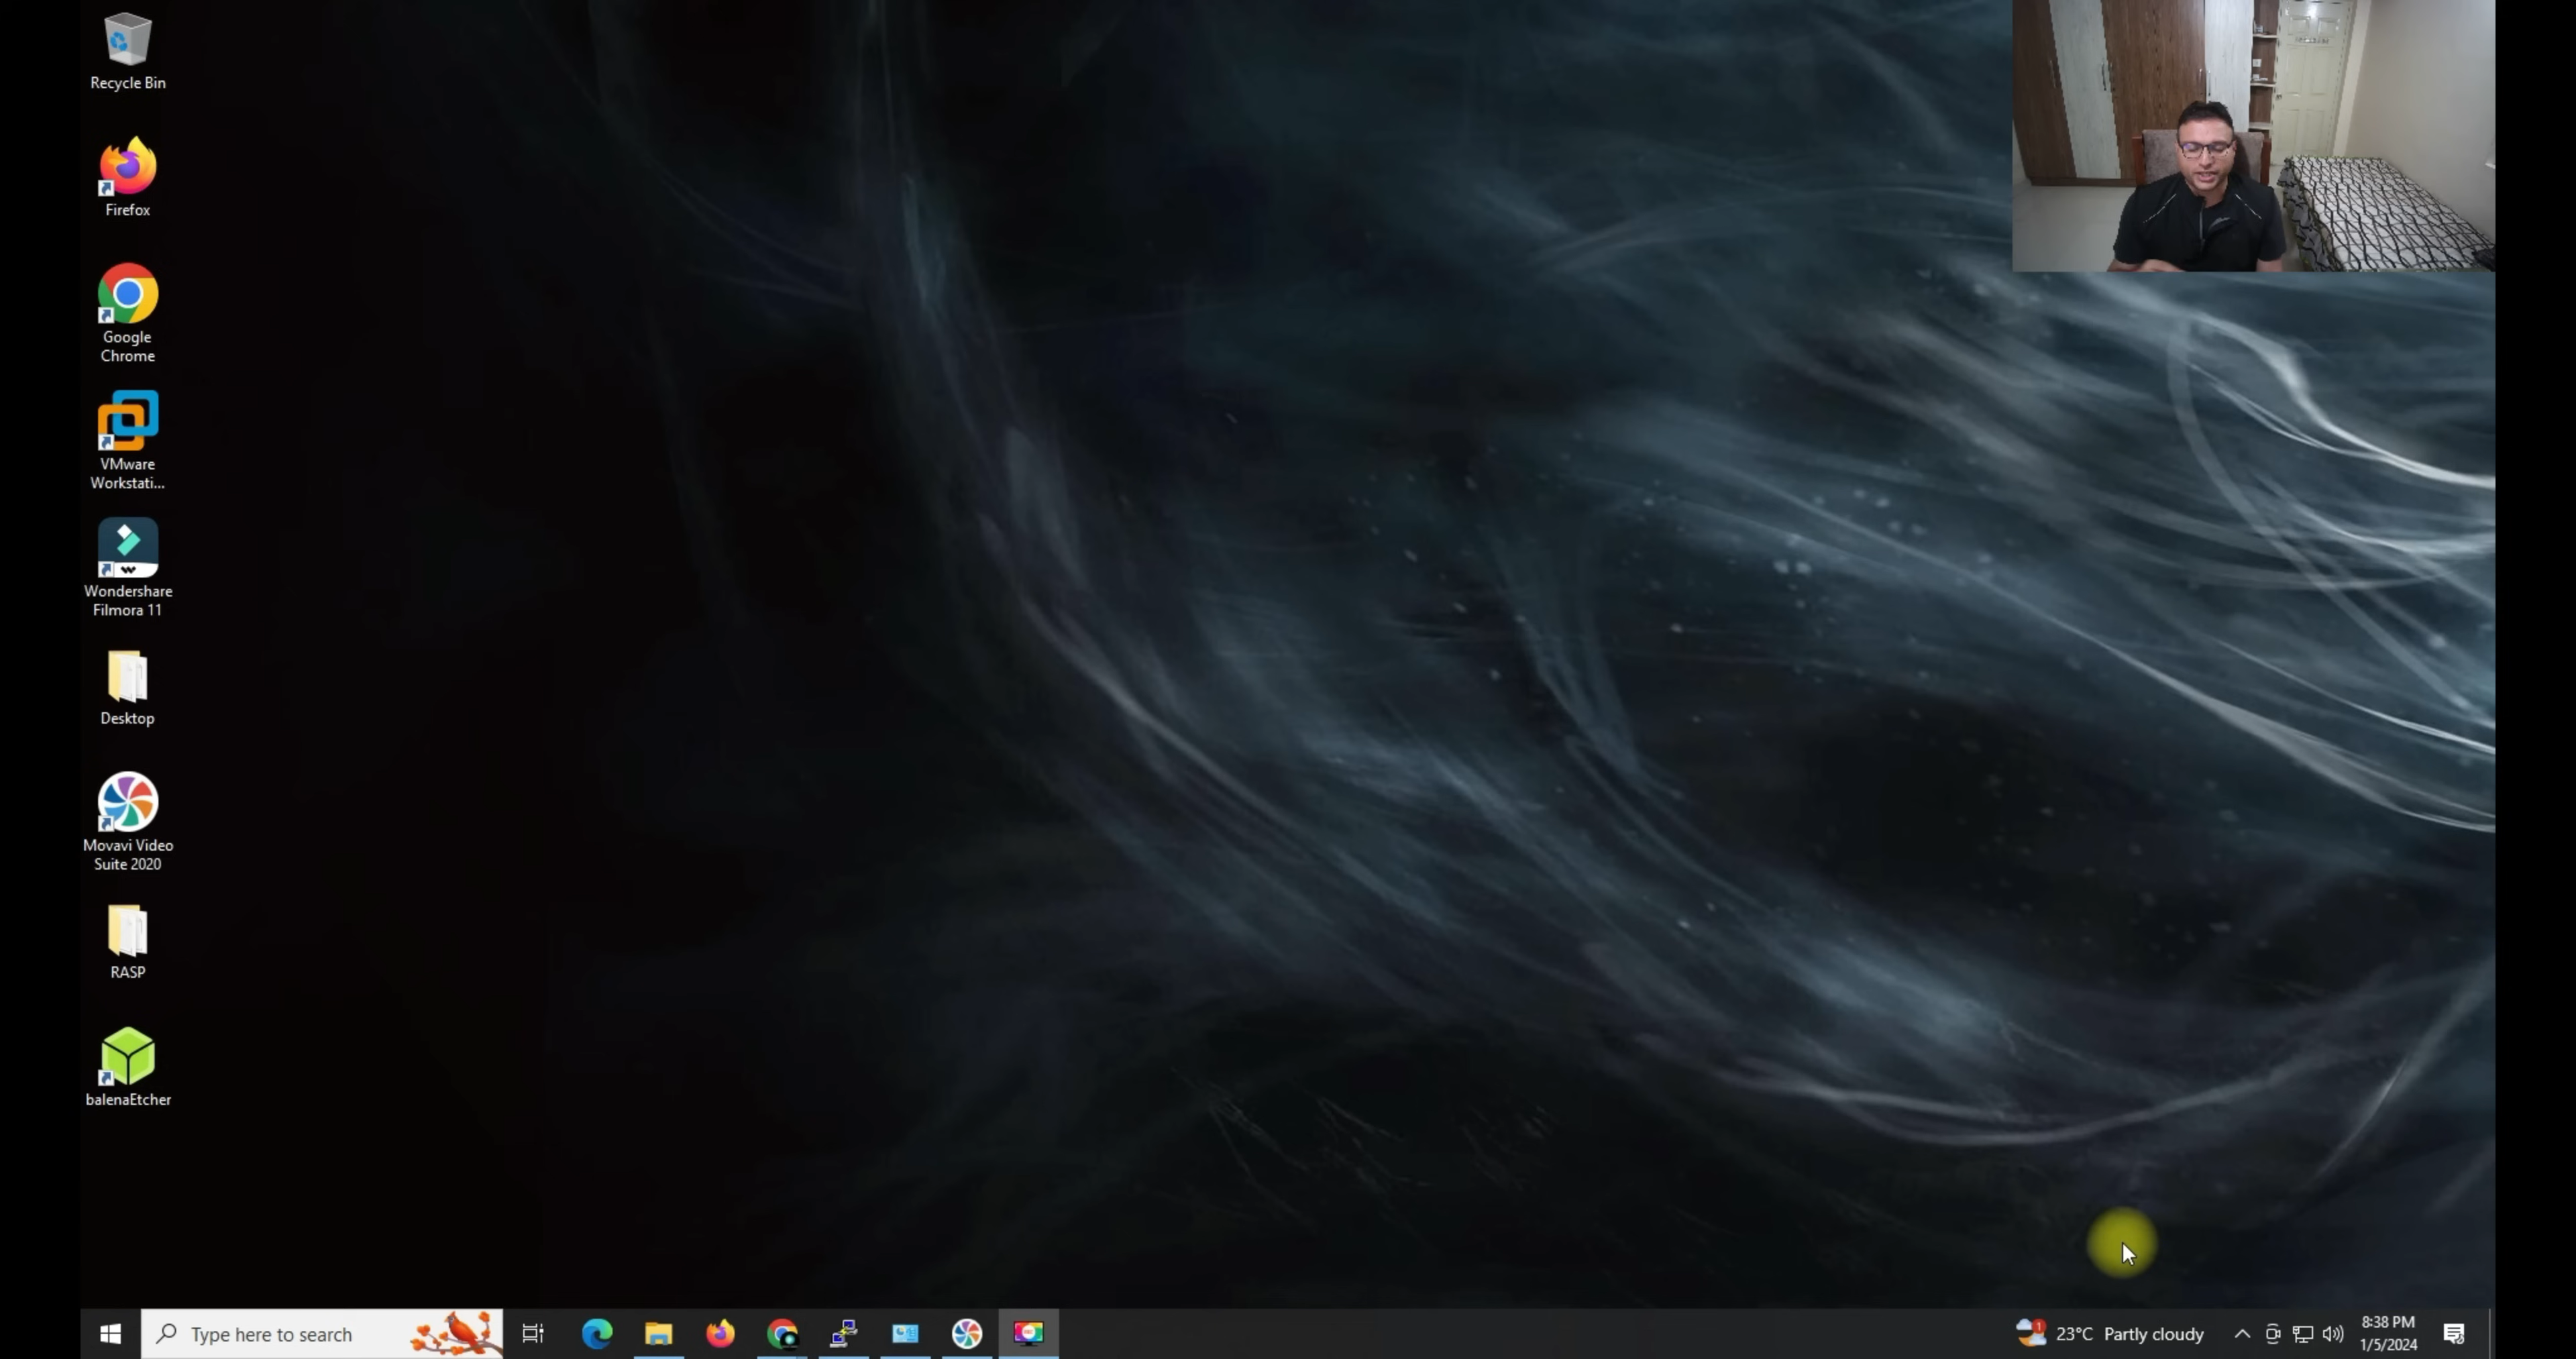 Recycle Bin
Firefox
Google
Chrome
VMware
Workstati...
Wondershare
Filmora 11
Desktop
Movavi Video
Suite 2020
RASP
balenaEtcher
Type here to search
1
23°C Partly cloudy
8:38 PM
1/5/2024